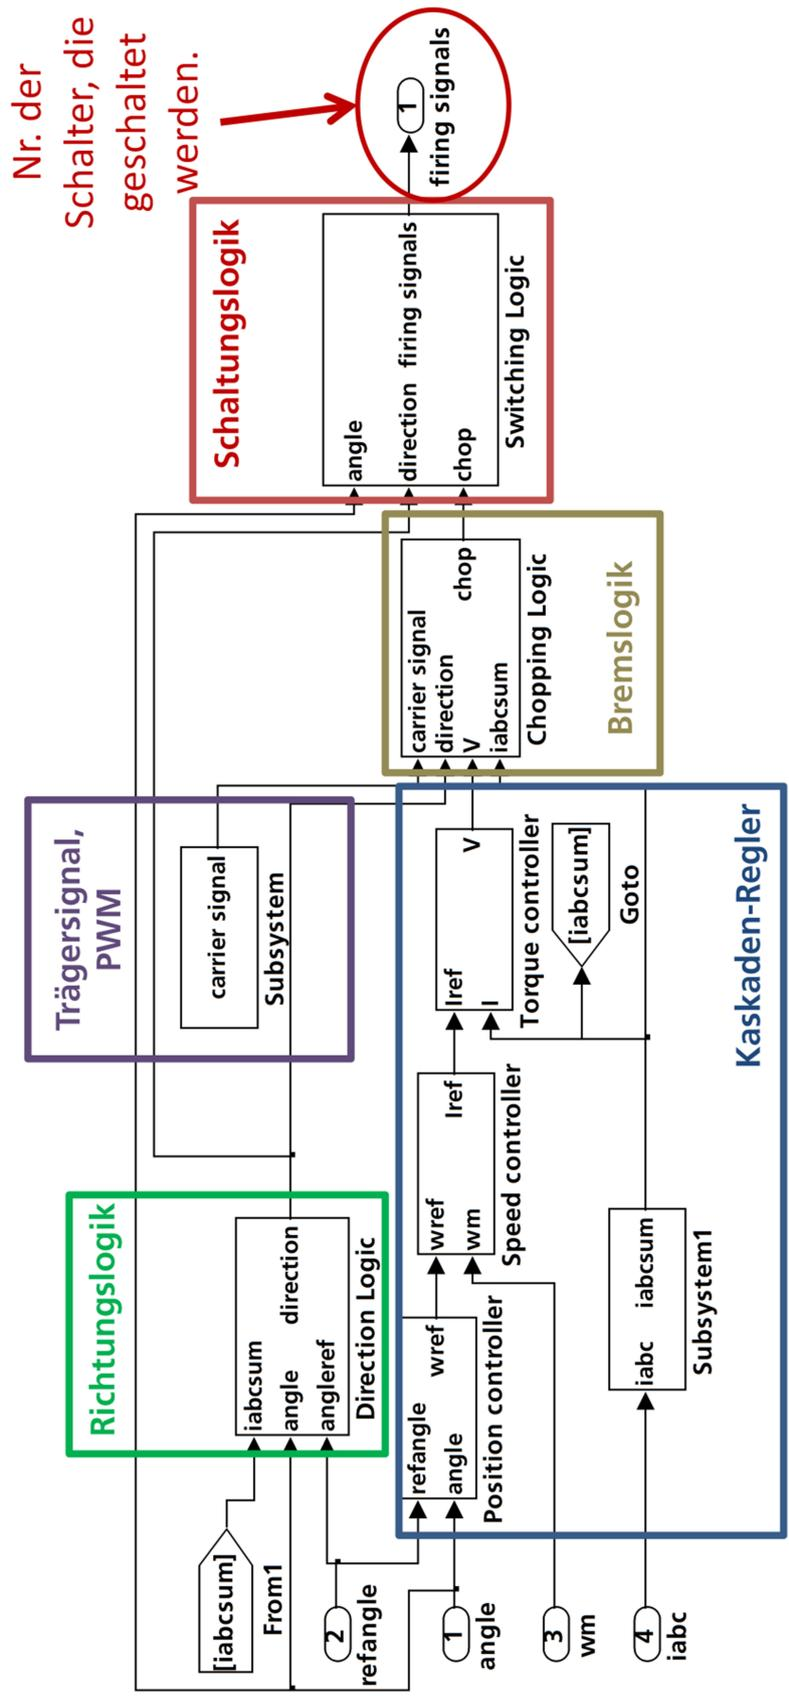 Nr. der
Schalter, die
geschaltet
werden.
Schaltungslogik
angle
direction firing signals
chop
Switching Logic
1
firing signals
Trägersignal,
PWM
carrier signal
Subsystem
Richtungslogik
iabcsum
angle
direction
angleref
Direction Logic
[iabcsum]
From1
2
refangle
1
angle
3
wm
4
iabc
refangle
wref
angle
Position controller
wref
Iref
wm
Speed controller
Iref
V
I
Torque controller
[iabcsum]
Goto
iabc iabcsum
Subsystem1
Kaskaden-Regler
carrier signal
direction
chop
V
iabcsum
Chopping Logic
Bremslogik